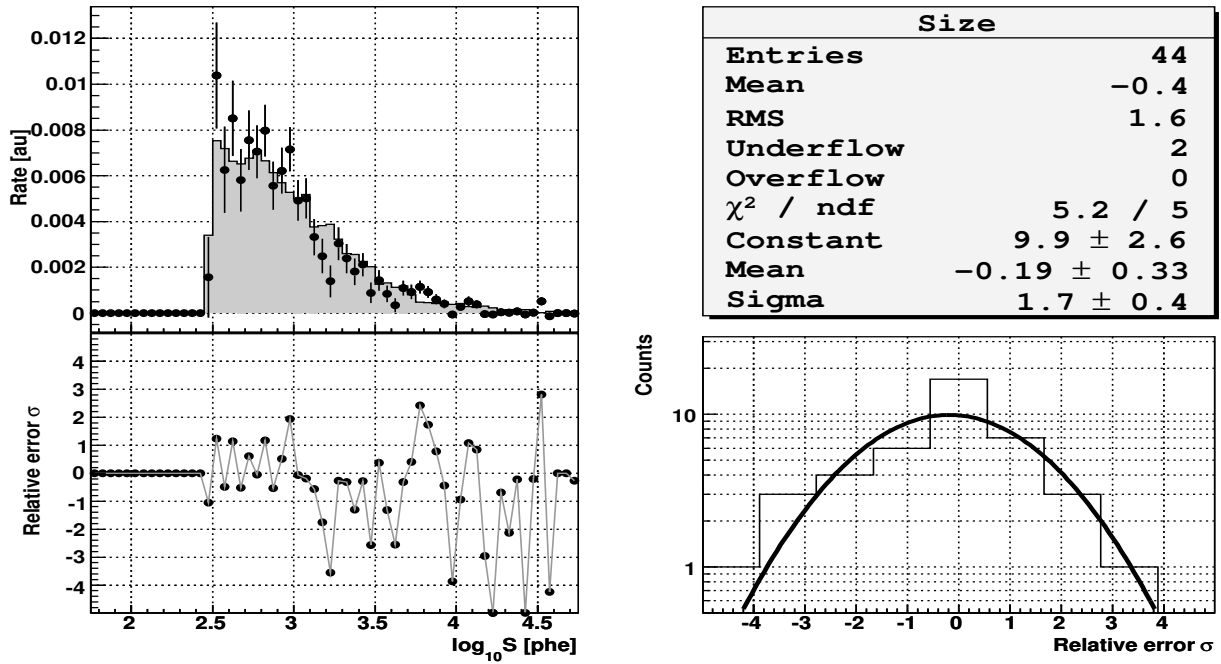 Rate [au]
0.012
0.01
0.008
0.006
0.004
0.002
0
Relative error σ
4
3
2
1
0
-1
-2
-3
-4
2 2.5 3 3.5 4 4.5
log10S [phe]
Size
Entries 44
Mean −0.4
RMS 1.6
Underflow 2
Overflow 0
χ² / ndf 5.2 / 5
Constant 9.9 ± 2.6
Mean −0.19 ± 0.33
Sigma 1.7 ± 0.4
Counts
10
1
-4 -3 -2 -1 0 1 2 3 4
Relative error σ